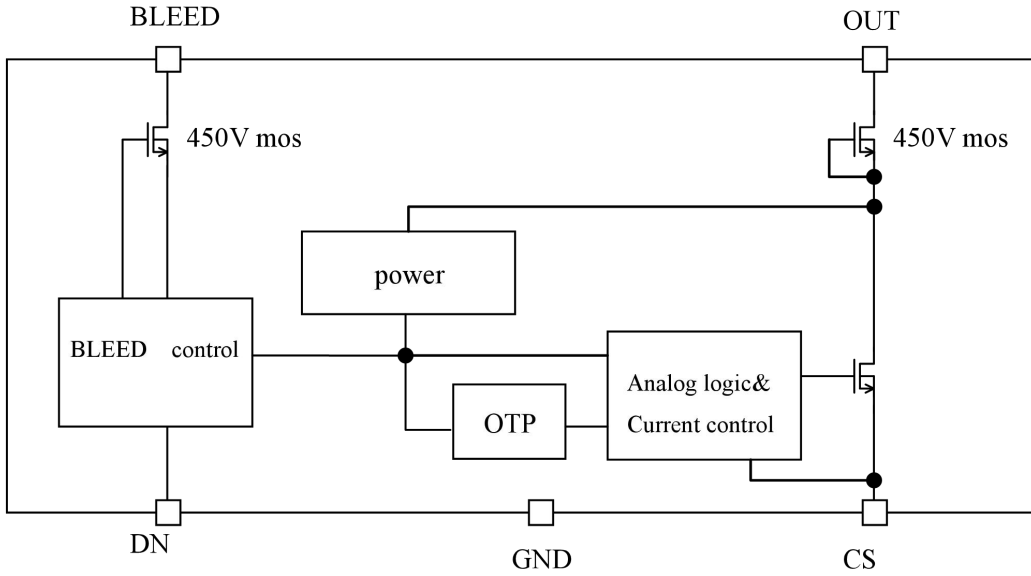 BLEED
OUT
450V mos
450V mos
power
BLEED control
Analog logic&
OTP
Current control
DN
GND
CS